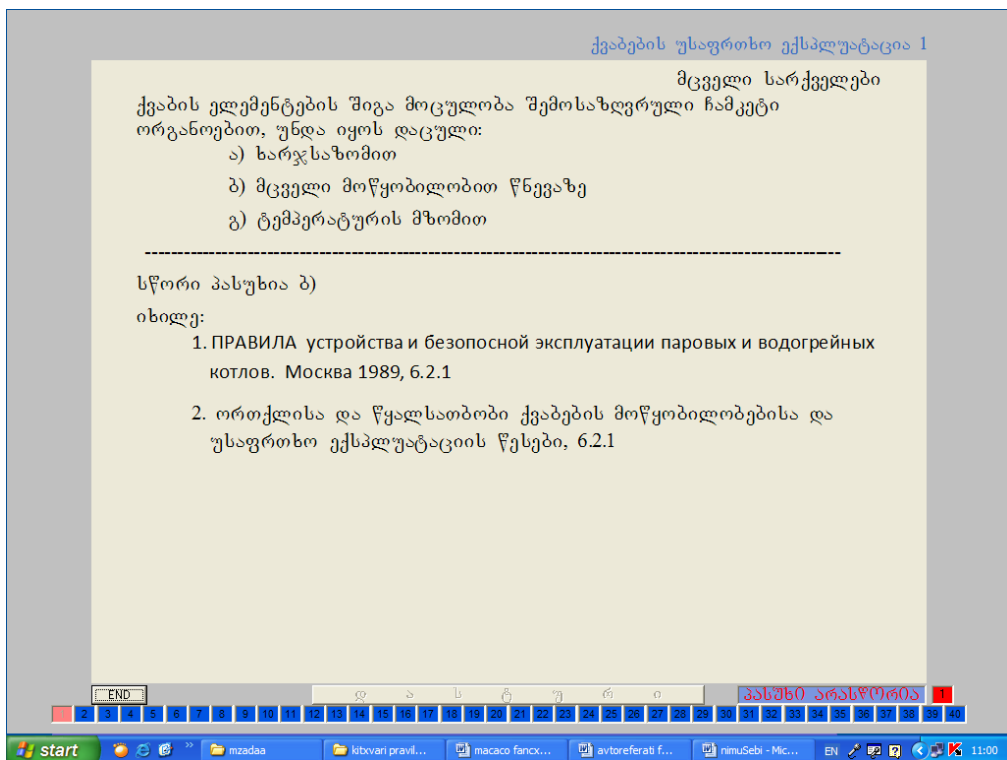 ქვაბების უსაფრთხო ექსპლუატაცია 1
მცველი სარქველები
ქვაბის ელემენტების შიგა მოცულობა შემოსაზღვრული ჩამკეტი
ორგანოებით, უნდა იყოს დაცული:
ა) ხარჯსაზომით
ბ) მცველი მოწყობილობით წნევაზე
გ) ტემპერატურის მზომით
სწორი პასუხია ბ)
იხილე:
1. ПРАВИЛА устройства и безопосной эксплуатации паровых и водогрейных
котлов. Москва 1989, 6.2.1
2. ორთქლისა და წყალსათბობი ქვაბების მოწყობილობებისა და
უსაფრთხო ექსპლუატაციის წესები, 6.2.1
END დასტური პასუხი არასწორია 1
1 2 3 4 5 6 7 8 9 10 11 12 13 14 15 16 17 18 19 20 21 22 23 24 25 26 27 28 29 30 31 32 33 34 35 36 37 38 39 40
start mzadaa kitxvari pravil... macaco fancx... avtoreferati f... nimuSebi - Mic... EN 11:00